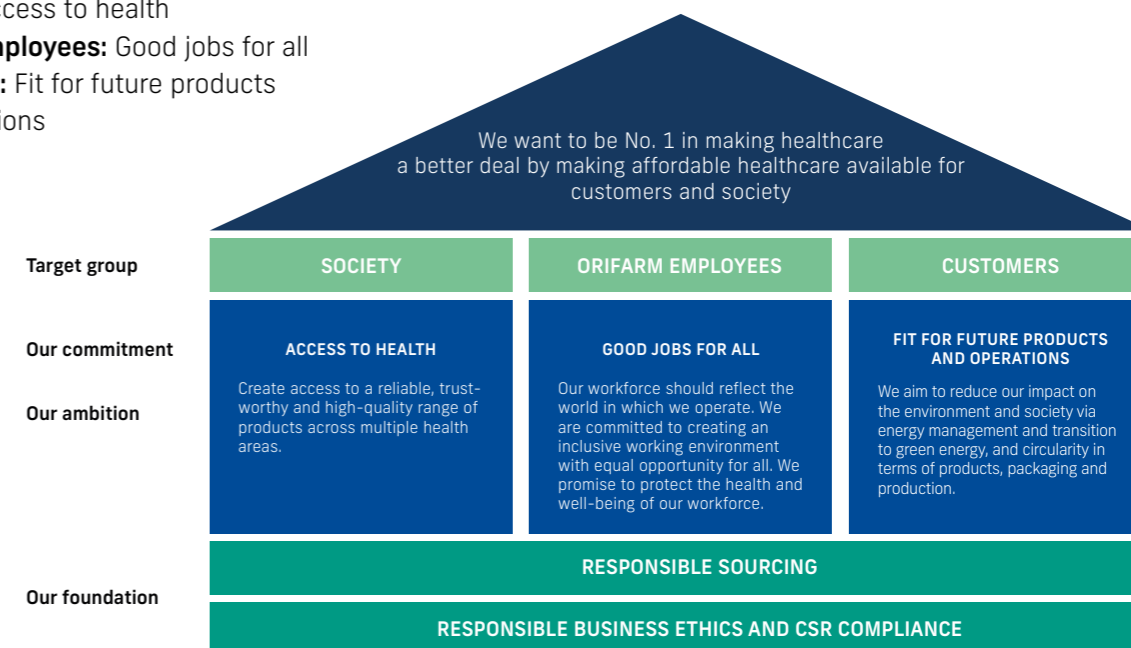 ccess to health
ployees: Good jobs for all
: Fit for future products
ions
We want to be No. 1 in making healthcare
a better deal by making affordable healthcare available for
customers and society
Target group
SOCIETY
ORIFARM EMPLOYEES
CUSTOMERS
Our commitment
ACCESS TO HEALTH
GOOD JOBS FOR ALL
FIT FOR FUTURE PRODUCTS
AND OPERATIONS
Our ambition
Create access to a reliable, trust-
worthy and high-quality range of
products across multiple health
areas.
Our workforce should reflect the
world in which we operate. We
are committed to creating an
inclusive working environment
with equal opportunity for all. We
promise to protect the health and
well-being of our workforce.
We aim to reduce our impact on
the environment and society via
energy management and transition
to green energy, and circularity in
terms of products, packaging and
production.
Our foundation
RESPONSIBLE SOURCING
RESPONSIBLE BUSINESS ETHICS AND CSR COMPLIANCE